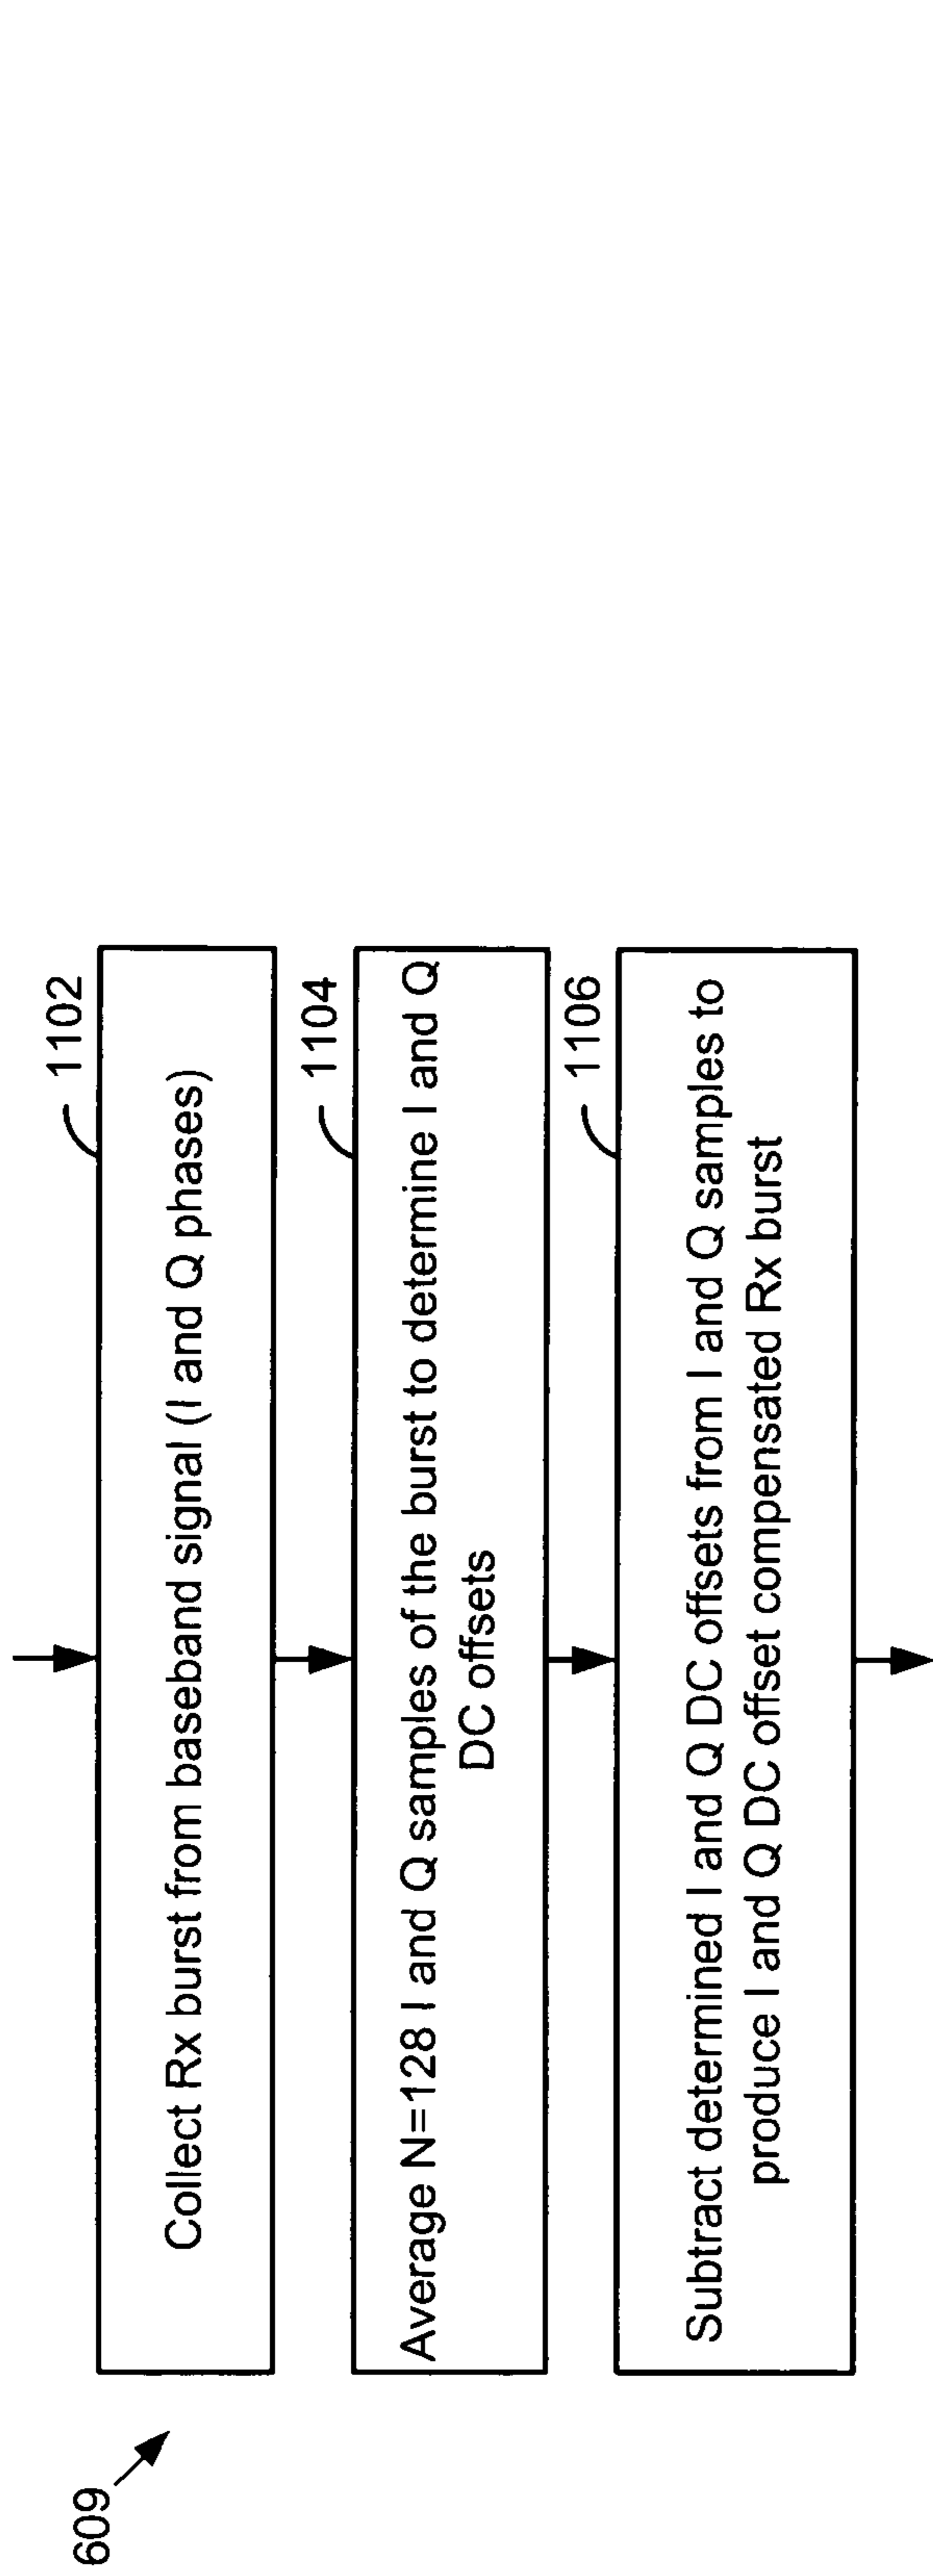 609
1102
Collect Rx burst from baseband signal (I and Q phases)
1104
Average N=128 I and Q samples of the burst to determine I and Q
DC offsets
1106
Subtract determined I and Q DC offsets from I and Q samples to
produce I and Q DC offset compensated Rx burst